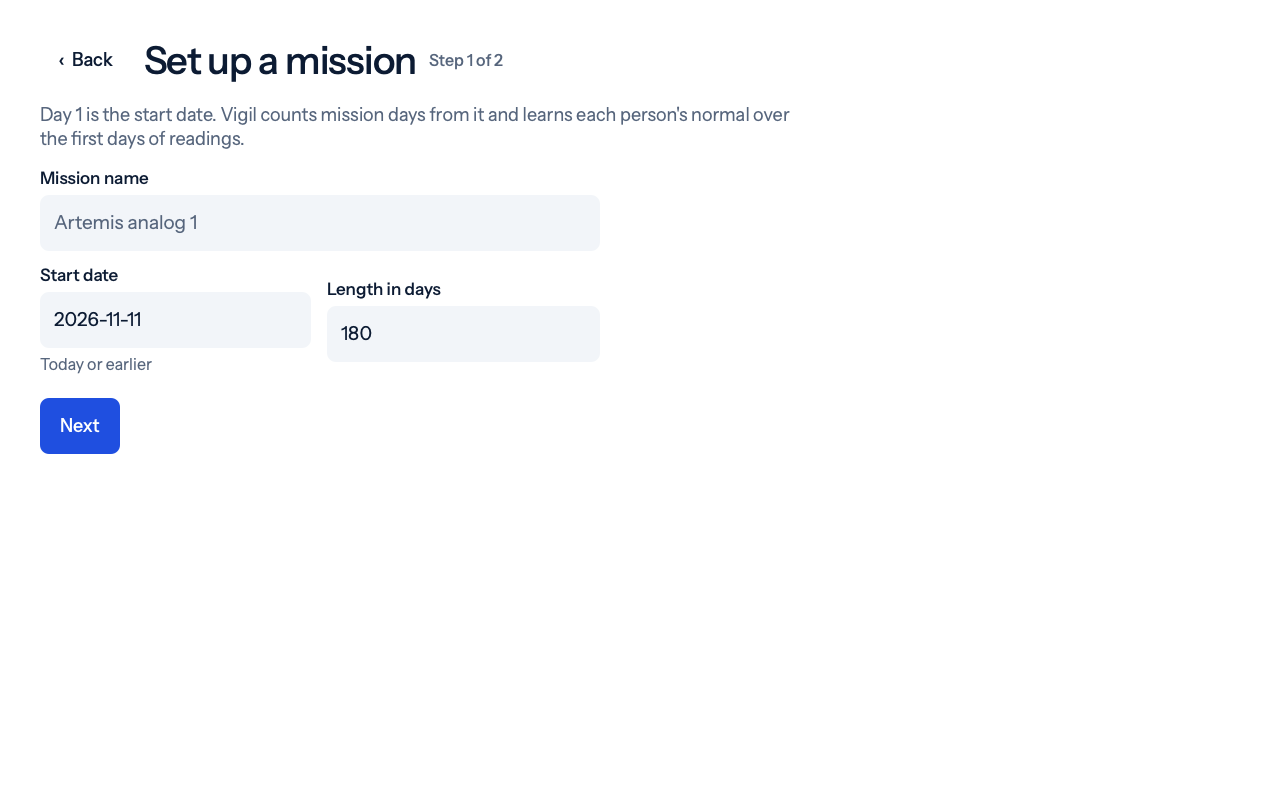 ‹ Back
Set up a mission
Step 1 of 2
Day 1 is the start date. Vigil counts mission days from it and learns each person's normal over
the first days of readings.
Mission name
Artemis analog 1
Start date
2026-11-11
Today or earlier
Length in days
180
Next